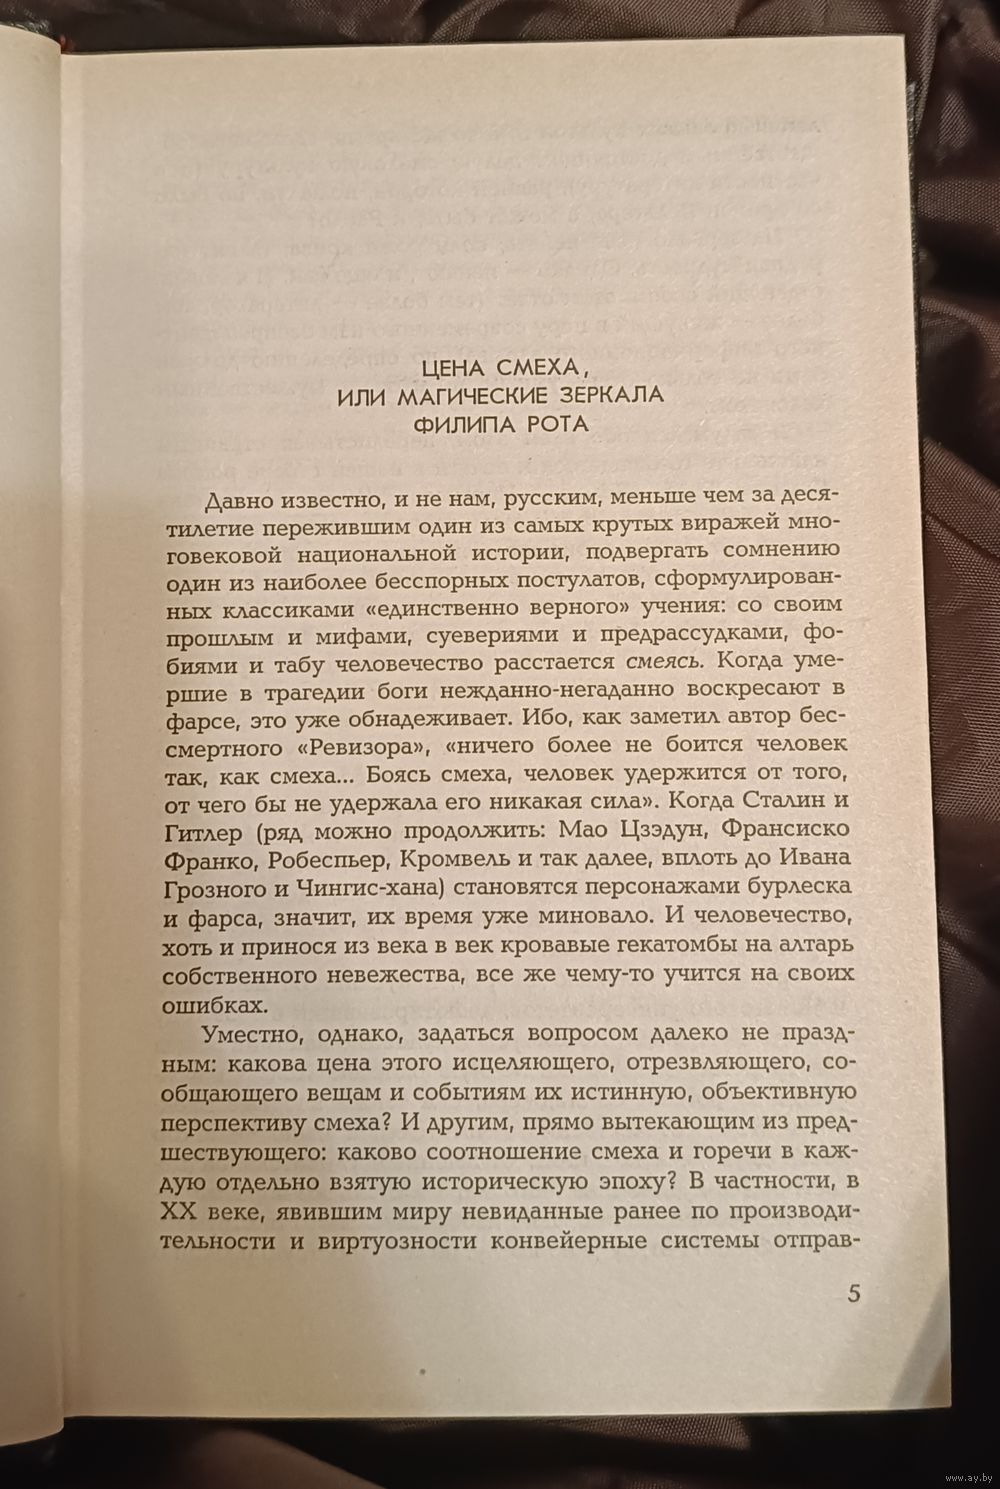 ЦЕНА СМЕХА,
ИЛИ МАГИЧЕСКИЕ ЗЕРКАЛА
ФИЛИПА РОТА
Давно известно, и не нам, русским, меньше чем за деся-
тилетие пережившим один из самых крутых виражей мно-
говековой национальной истории, подвергать сомнению
один из наиболее бесспорных постулатов, сформулирован-
ных классиками «единственно верного» учения: со своим
прошлым и мифами, суевериями и предрассудками, фо-
биями и табу человечество расстается смеясь. Когда уме-
ршие в трагедии боги нежданно-негаданно воскресают в
фарсе, это уже обнадеживает. Ибо, как заметил автор бес-
смертного «Ревизора», «ничего более не боится человек
так, как смеха... Боясь смеха, человек удержится от того,
от чего бы не удержала его никакая сила». Когда Сталин и
Гитлер (ряд можно продолжить: Мао Цзэдун, Франсиско
Франко, Робеспьер, Кромвель и так далее, вплоть до Ивана
Грозного и Чингис-хана) становятся персонажами бурлеска
и фарса, значит, их время уже миновало. И человечество,
хоть и принося из века в век кровавые гекатомбы на алтарь
собственного невежества, все же чему-то учится на своих
ошибках.
Уместно, однако, задаться вопросом далеко не празд-
ным: какова цена этого исцеляющего, отрезвляющего, со-
общающего вещам и событиям их истинную, объективную
перспективу смеха? И другим, прямо вытекающим из пред-
шествующего: каково соотношение смеха и горечи в каж-
дую отдельно взятую историческую эпоху? В частности, в
XX веке, явившим миру невиданные ранее по производи-
тельности и виртуозности конвейерные системы отправ-
5
www.ay.by